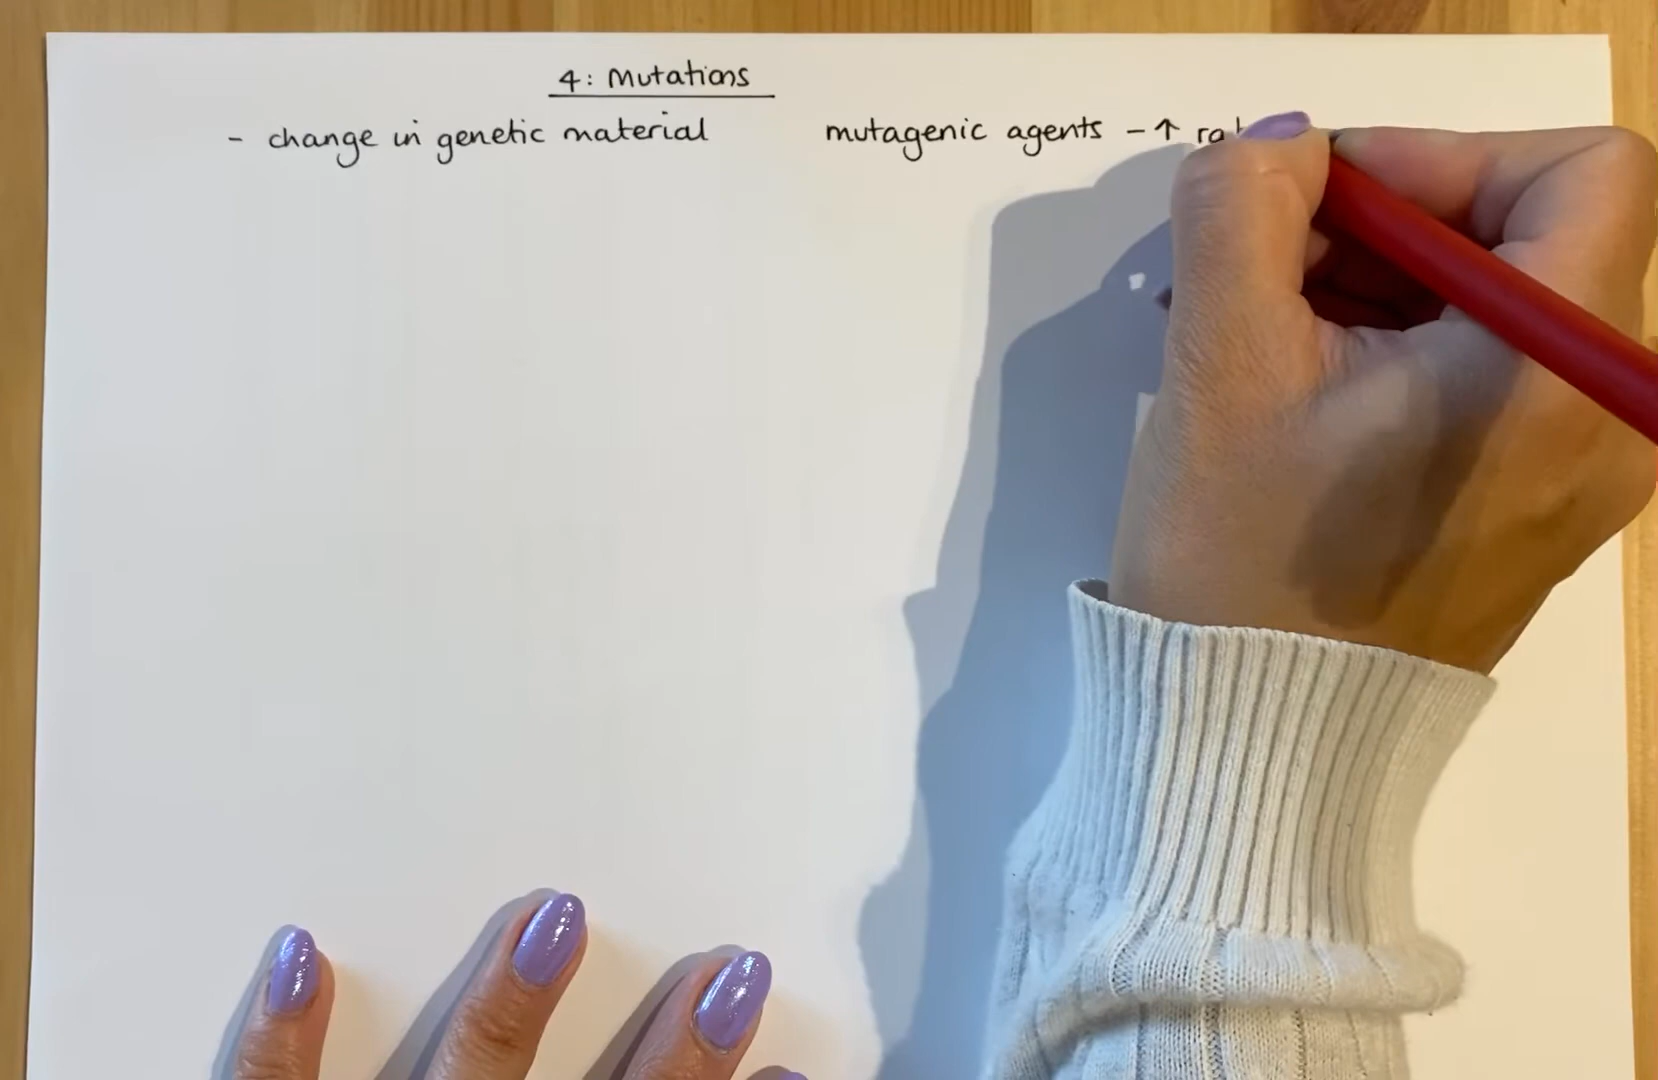 4: Mutations
- change in genetic material
mutagenic agents - ↑